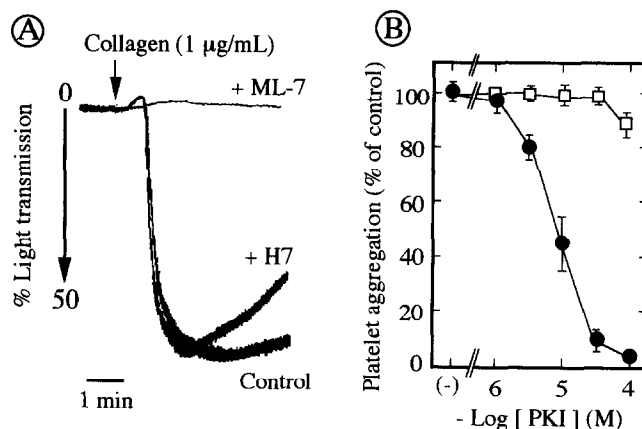 A
Collagen (1 μg/mL)
0
+ ML-7
% Light transmission
50
+ H7
Control
1 min
B
Platelet aggregation (% of control)
100
80
60
40
20
0
(-)
6
5
4
- Log [ PKI ] (M)